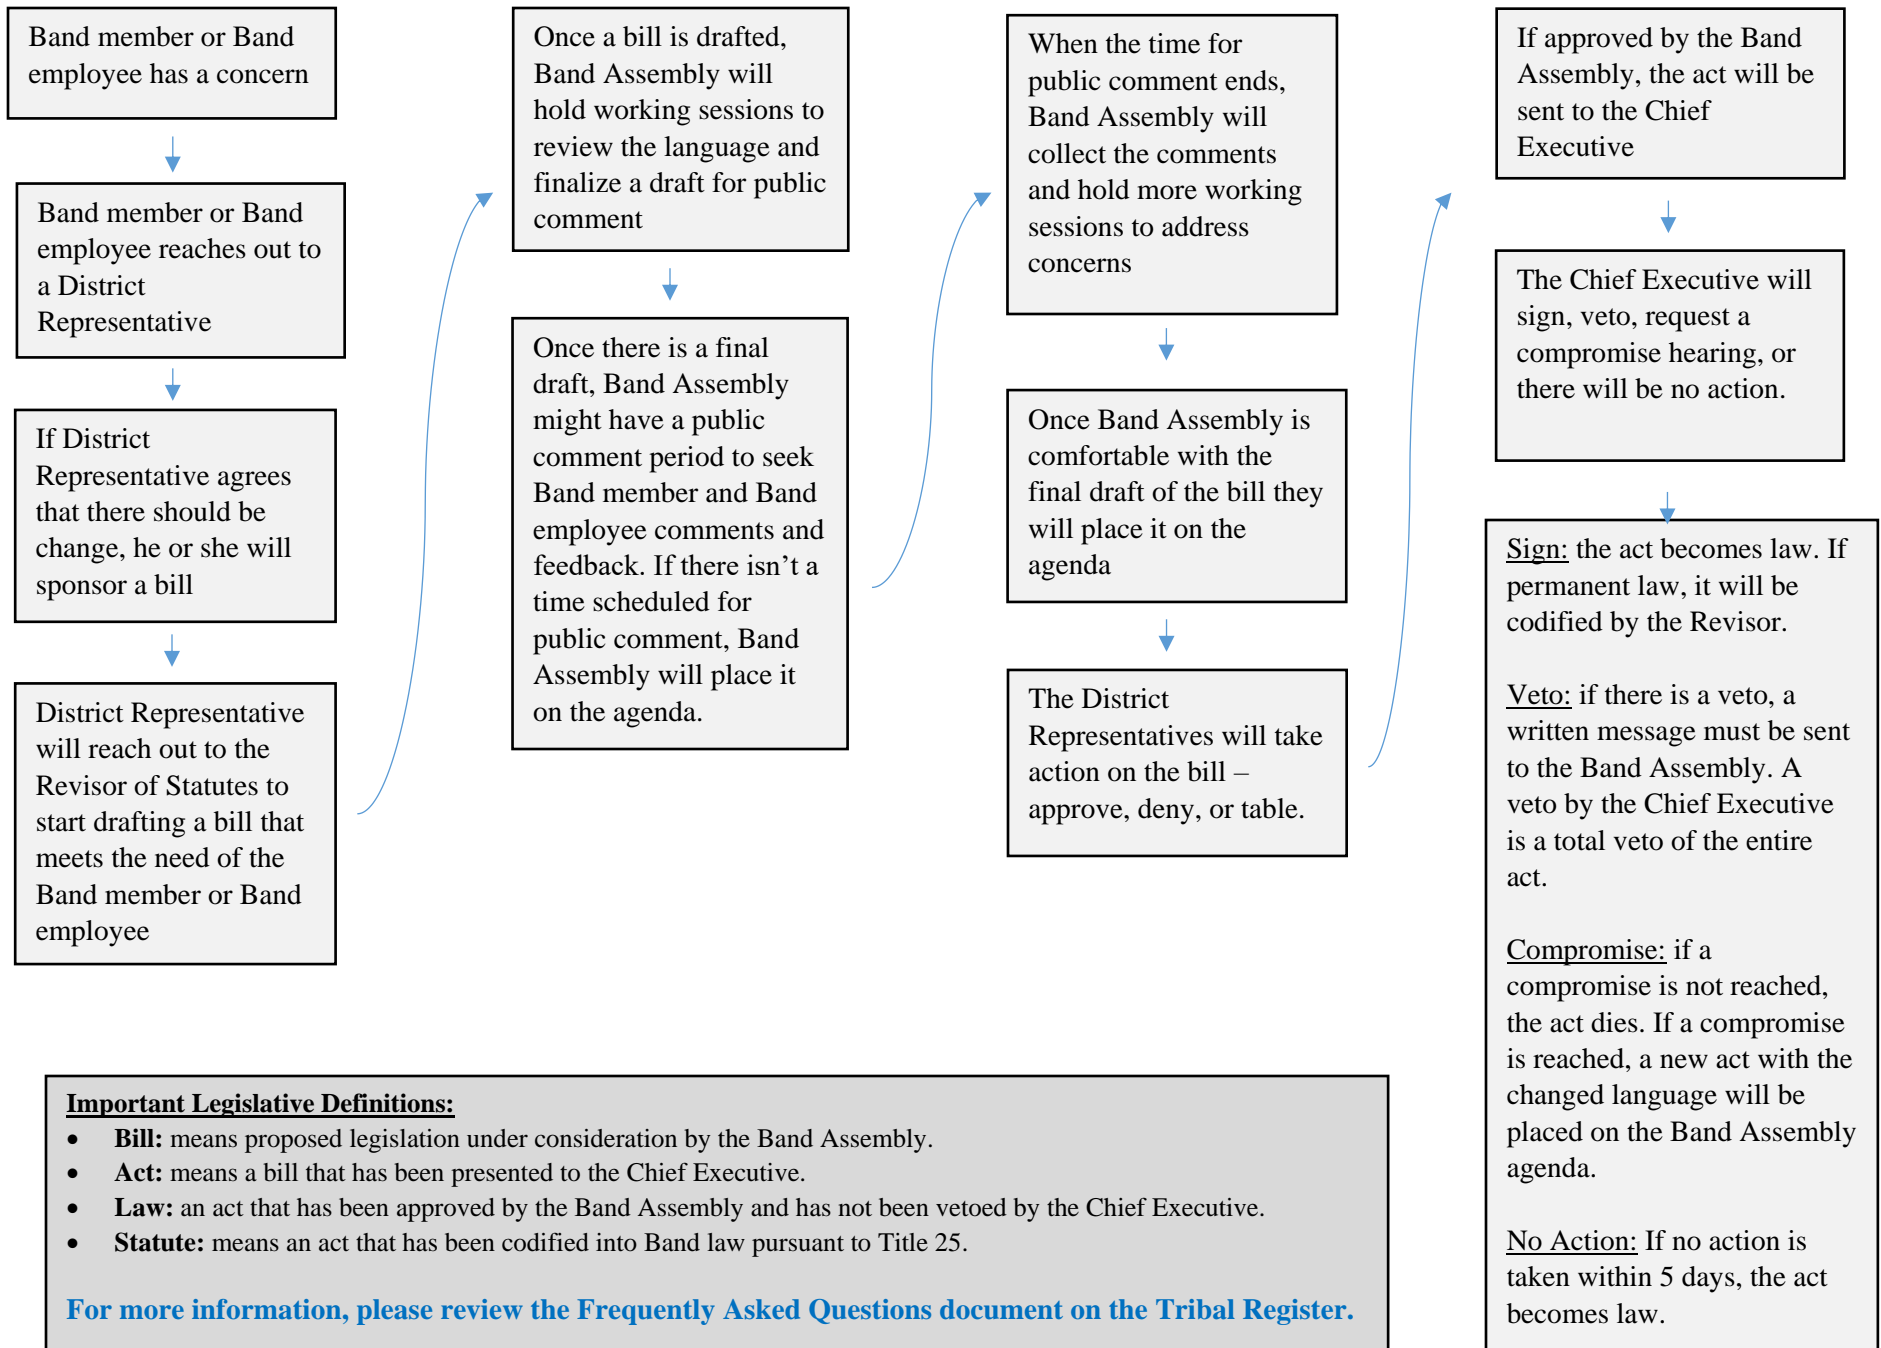 Band member or Band
employee has a concern
Band member or Band
employee reaches out to
a District
Representative
If District
Representative agrees
that there should be
change, he or she will
sponsor a bill
District Representative
will reach out to the
Revisor of Statutes to
start drafting a bill that
meets the need of the
Band member or Band
employee
Once a bill is drafted,
Band Assembly will
hold working sessions to
review the language and
finalize a draft for public
comment
Once there is a final
draft, Band Assembly
might have a public
comment period to seek
Band member and Band
employee comments and
feedback. If there isn’t a
time scheduled for
public comment, Band
Assembly will place it
on the agenda.
When the time for
public comment ends,
Band Assembly will
collect the comments
and hold more working
sessions to address
concerns
Once Band Assembly is
comfortable with the
final draft of the bill they
will place it on the
agenda
The District
Representatives will take
action on the bill –
approve, deny, or table.
If approved by the Band
Assembly, the act will be
sent to the Chief
Executive
The Chief Executive will
sign, veto, request a
compromise hearing, or
there will be no action.
Sign: the act becomes law. If
permanent law, it will be
codified by the Revisor.
Veto: if there is a veto, a
written message must be sent
to the Band Assembly. A
veto by the Chief Executive
is a total veto of the entire
act.
Compromise: if a
compromise is not reached,
the act dies. If a compromise
is reached, a new act with the
changed language will be
placed on the Band Assembly
agenda.
No Action: If no action is
taken within 5 days, the act
becomes law.
Important Legislative Definitions:
• Bill: means proposed legislation under consideration by the Band Assembly.
• Act: means a bill that has been presented to the Chief Executive.
• Law: an act that has been approved by the Band Assembly and has not been vetoed by the Chief Executive.
• Statute: means an act that has been codified into Band law pursuant to Title 25.
For more information, please review the Frequently Asked Questions document on the Tribal Register.